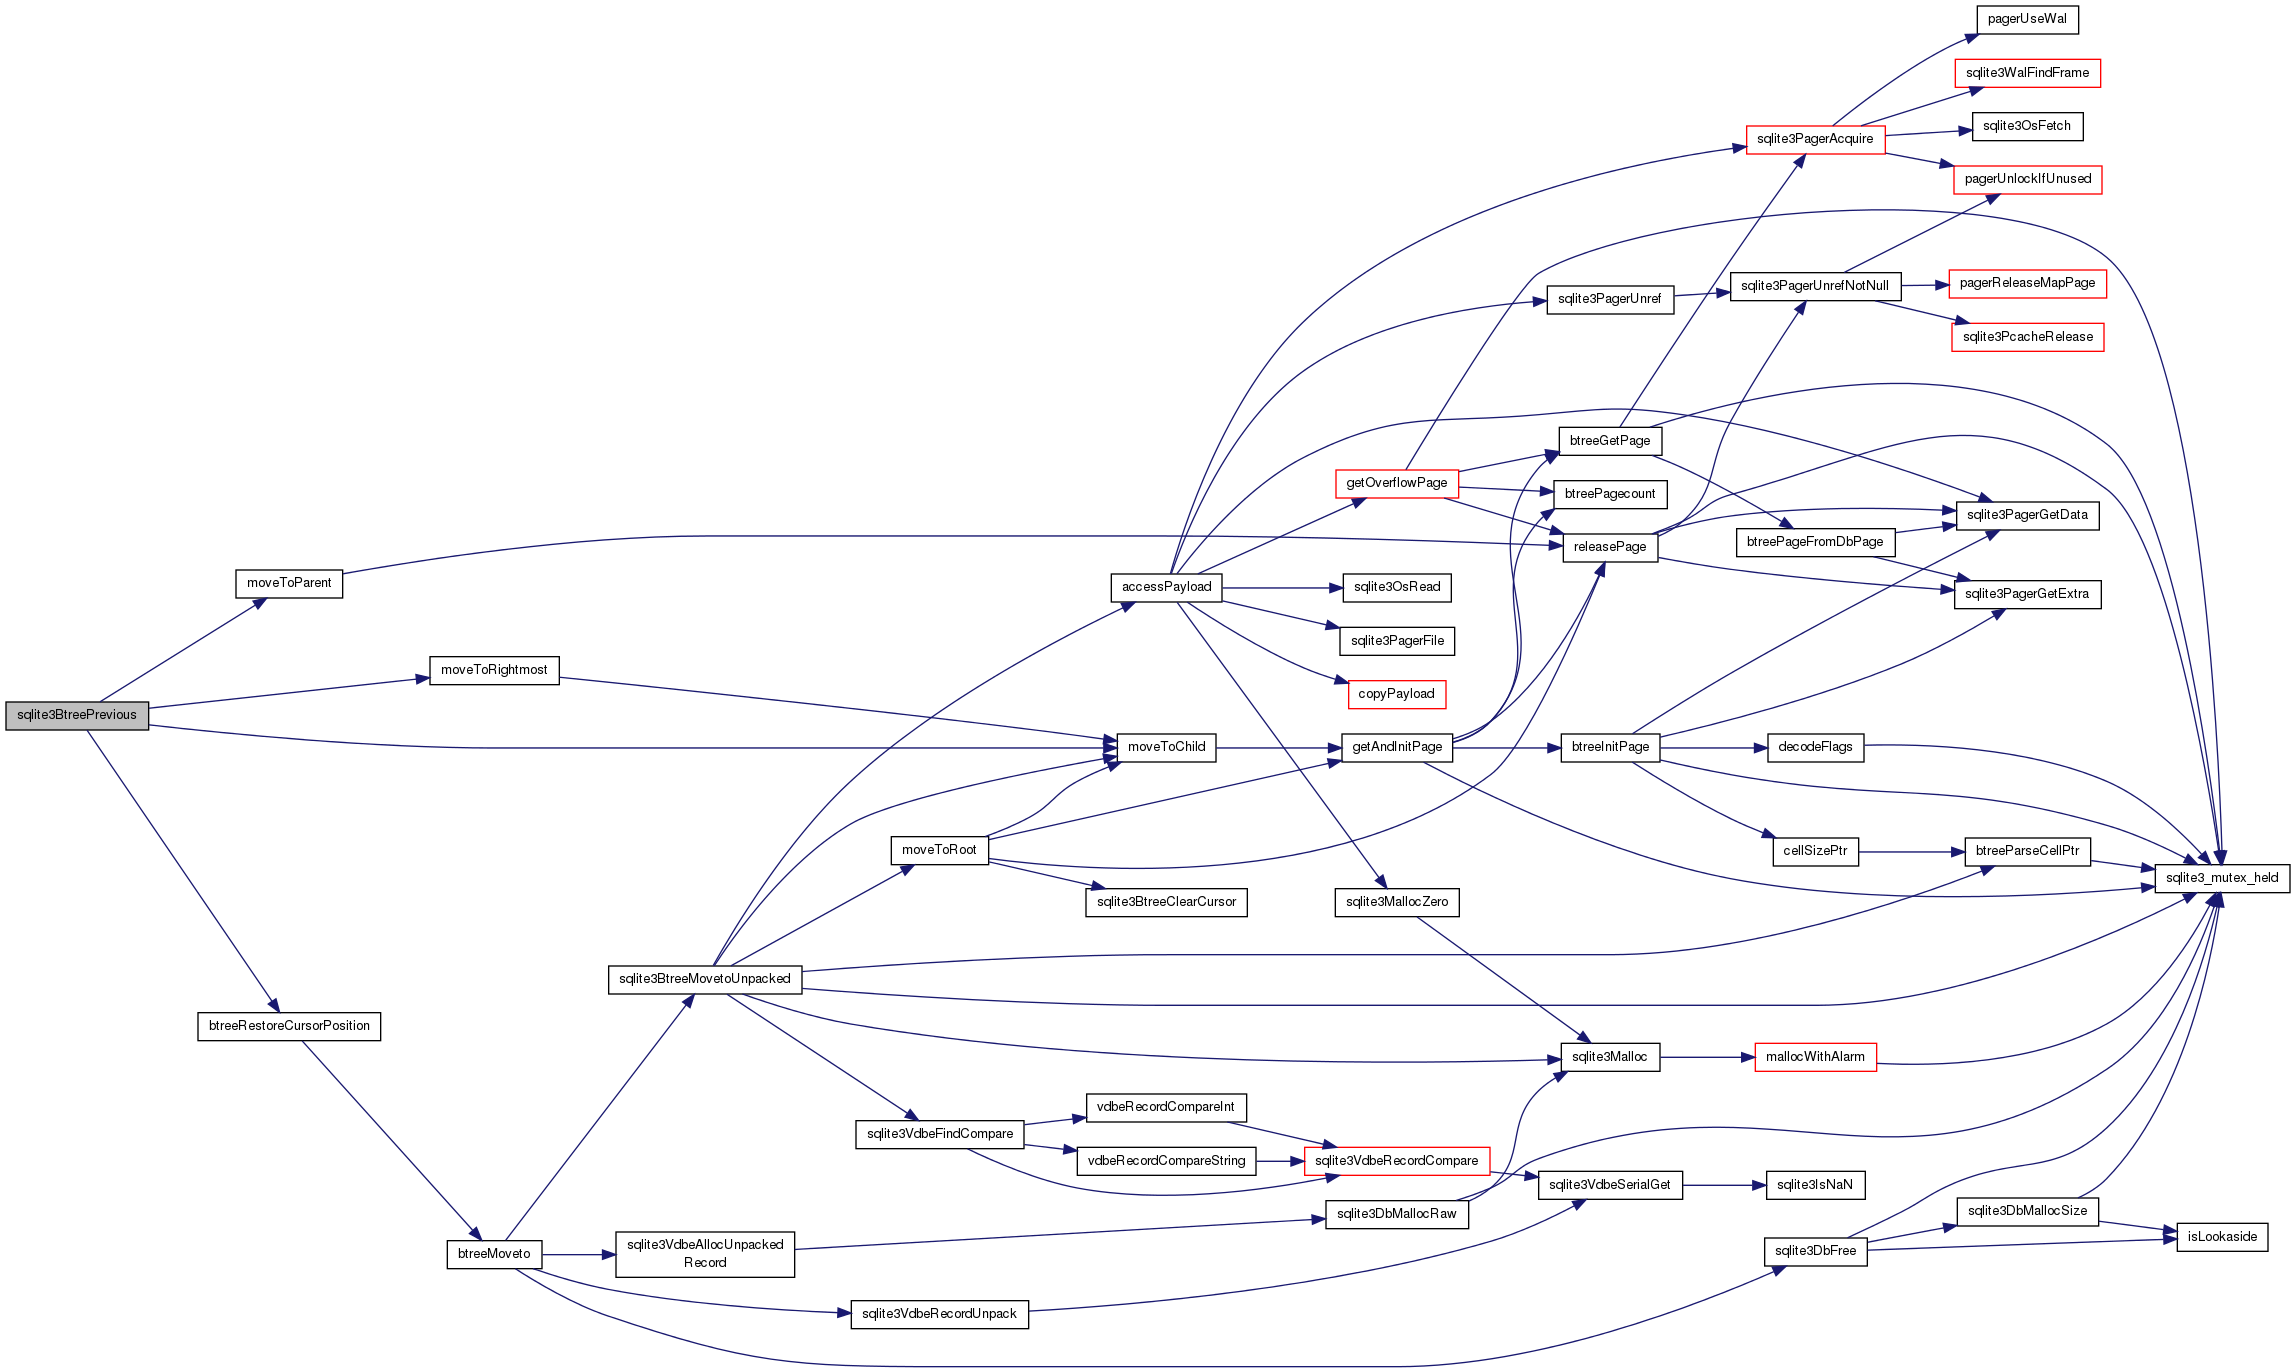 pagerUseWal
sqlite3WalFindFrame
sqlite3OsFetch
sqlite3PagerAcquire
pagerUnlockIfUnused
pagerReleaseMapPage
sqlite3PagerUnrefNotNull
sqlite3PagerUnref
sqlite3PcacheRelease
btreeGetPage
getOverflowPage
btreePagecount
sqlite3PagerGetData
btreePageFromDbPage
releasePage
moveToParent
accessPayload
sqlite3OsRead
sqlite3PagerGetExtra
sqlite3PagerFile
moveToRightmost
copyPayload
sqlite3BtreePrevious
moveToChild
getAndInitPage
btreeInitPage
decodeFlags
moveToRoot
cellSizePtr
btreeParseCellPtr
sqlite3_mutex_held
sqlite3BtreeClearCursor
sqlite3MallocZero
sqlite3BtreeMovetoUnpacked
btreeRestoreCursorPosition
sqlite3Malloc
mallocWithAlarm
vdbeRecordCompareInt
sqlite3VdbeFindCompare
vdbeRecordCompareString
sqlite3VdbeRecordCompare
sqlite3VdbeSerialGet
sqlite3IsNaN
sqlite3DbMallocRaw
sqlite3DbMallocSize
isLookaside
btreeMoveto
sqlite3VdbeAllocUnpacked
Record
sqlite3DbFree
sqlite3VdbeRecordUnpack